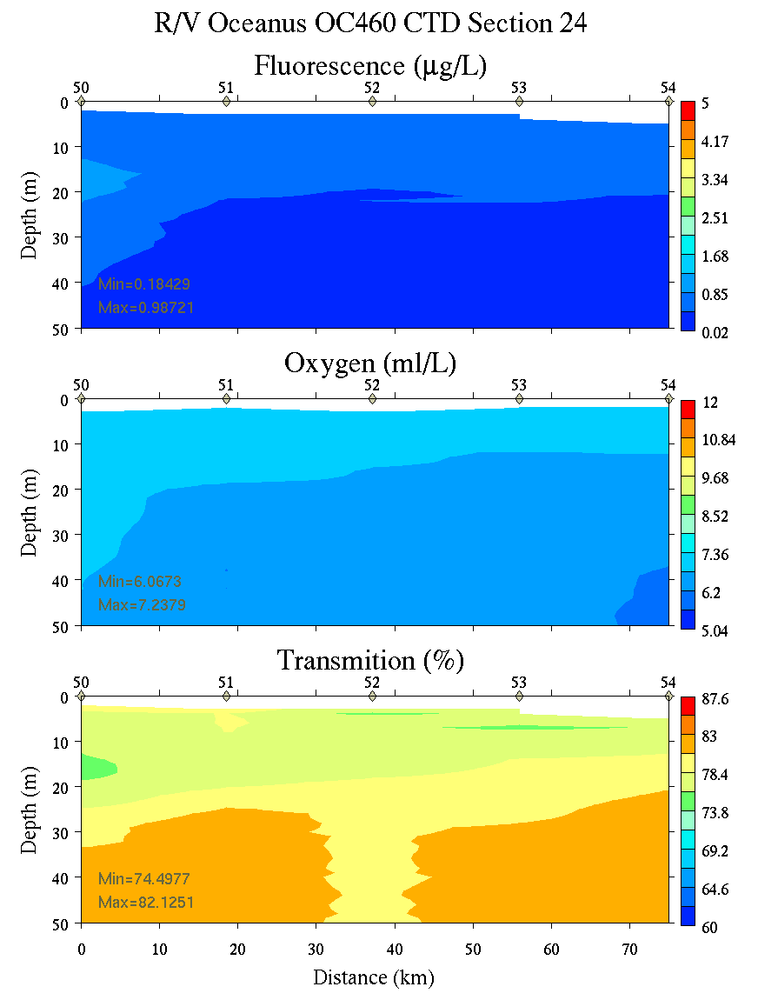 R/V Oceanus OC460 CTD Section 24
Fluorescence (μg/L)
50 51 52 53 54
0
10
20
30
40
50
Depth (m)
Min=0.18429
Max=0.98721
5
4.17
3.34
2.51
1.68
0.85
0.02
Oxygen (ml/L)
50 51 52 53 54
0
10
20
30
40
50
Depth (m)
Min=6.0673
Max=7.2379
12
10.84
9.68
8.52
7.36
6.2
5.04
Transmition (%)
50 51 52 53 54
0
10
20
30
40
50
Depth (m)
Min=74.4977
Max=82.1251
87.6
83
78.4
73.8
69.2
64.6
60
0 10 20 30 40 50 60 70
Distance (km)